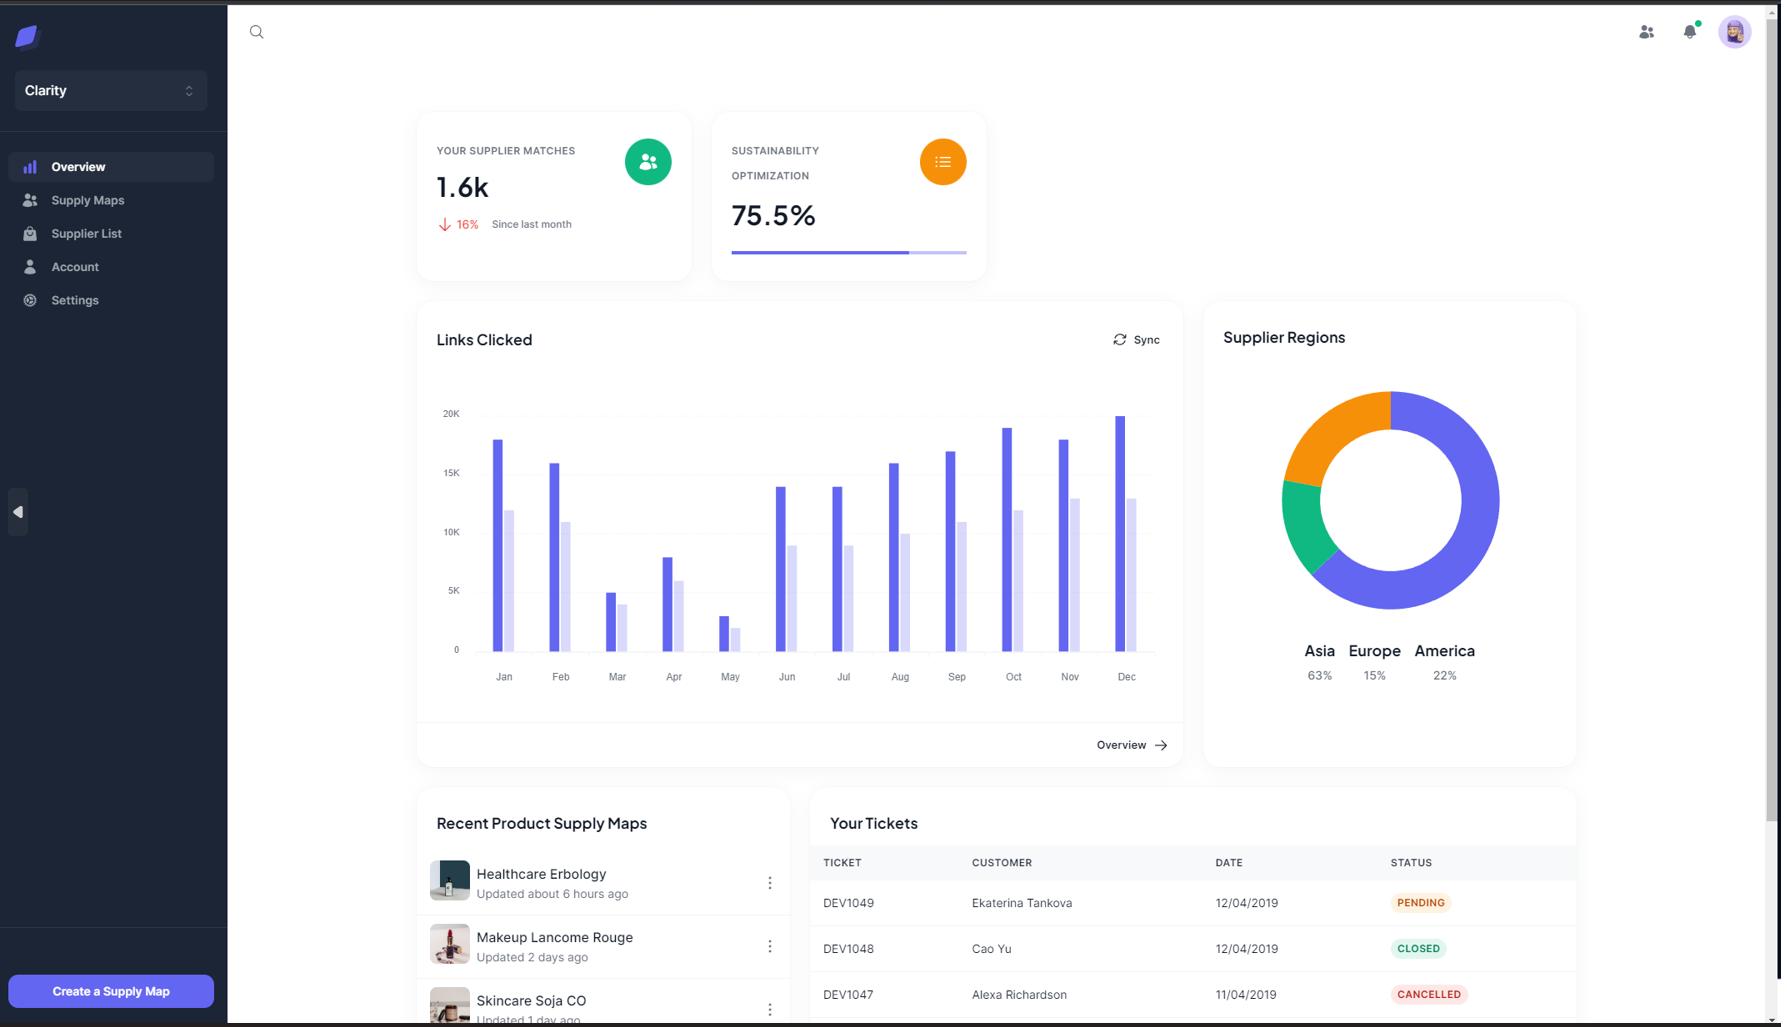 Clarity
Overview
Supply Maps
Supplier List
Account
Settings
Create a Supply Map
YOUR SUPPLIER MATCHES
1.6k
16% Since last month
SUSTAINABILITY
OPTIMIZATION
75.5%
Links Clicked
Sync
20K
15K
10K
5K
0
Jan Feb Mar Apr May Jun Jul Aug Sep Oct Nov Dec
Overview
Supplier Regions
Asia Europe America
63% 15% 22%
Recent Product Supply Maps
Healthcare Erbology
Updated about 6 hours ago
Makeup Lancome Rouge
Updated 2 days ago
Skincare Soja CO
Updated 1 day ago
Your Tickets
TICKET CUSTOMER DATE STATUS
DEV1049 Ekaterina Tankova 12/04/2019 PENDING
DEV1048 Cao Yu 12/04/2019 CLOSED
DEV1047 Alexa Richardson 11/04/2019 CANCELLED